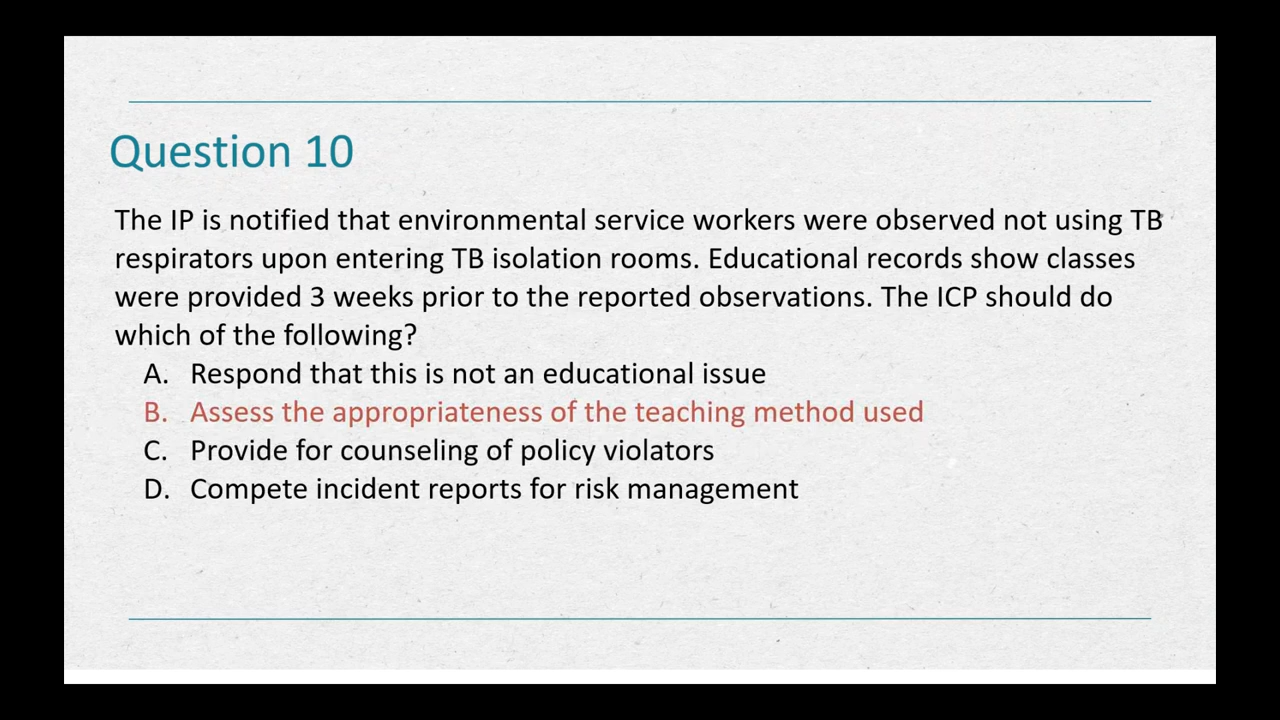 Question 10
The IP is notified that environmental service workers were observed not using TB
respirators upon entering TB isolation rooms. Educational records show classes
were provided 3 weeks prior to the reported observations. The ICP should do
which of the following?
A. Respond that this is not an educational issue
B. Assess the appropriateness of the teaching method used
C. Provide for counseling of policy violators
D. Compete incident reports for risk management